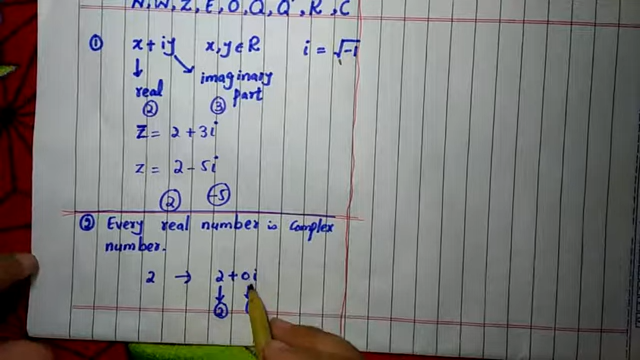 N, W, Z, E, O, Q, Q', R, C
① x + iy x, y ∈ R i = √-1
real imaginary part
② ③
Z = 2 + 3i
z = 2 - 5i
② -5
② Every real number is complex
number.
2 → 2 + 0i
②